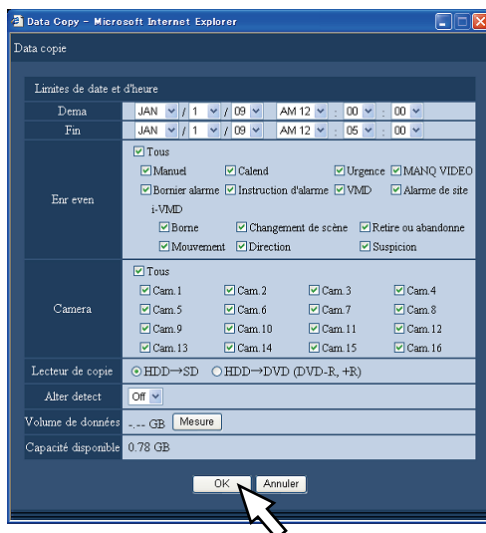 Data Copy - Microsoft Internet Explorer
Data copie
Limites de date et d'heure
Dema JAN / 1 / 09 AM 12 : 00 : 00
Fin JAN / 1 / 09 AM 12 : 05 : 00
Enr even
Tous
Manuel Calend Urgence MANQ VIDEO
Bornier alarme Instruction d'alarme VMD Alarme de site
i-VMD
Borne Changement de scène Retire ou abandonne
Mouvement Direction Suspicion
Camera
Tous
Cam.1 Cam.2 Cam.3 Cam.4
Cam.5 Cam.6 Cam.7 Cam.8
Cam.9 Cam.10 Cam.11 Cam.12
Cam.13 Cam.14 Cam.15 Cam.16
Lecteur de copie HDD→SD HDD→DVD (DVD-R, +R)
Alter detect Off
Volume de données -.-- GB Mesure
Capacité disponible 0.78 GB
OK Annuler